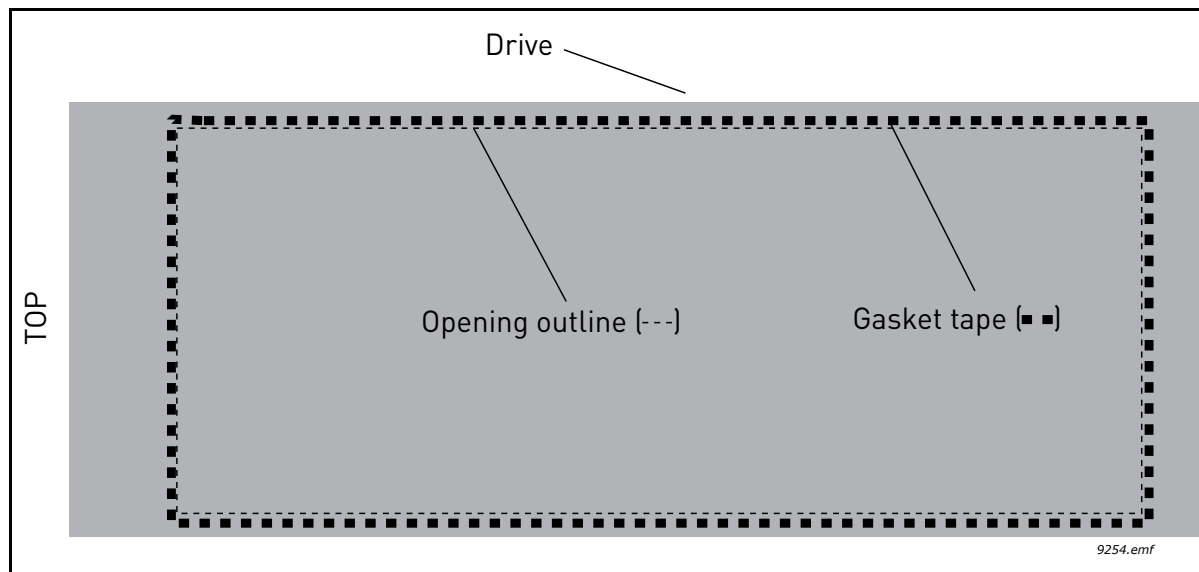 Drive
TOP
Opening outline (---)
Gasket tape (▪ ▪)
9254.emf